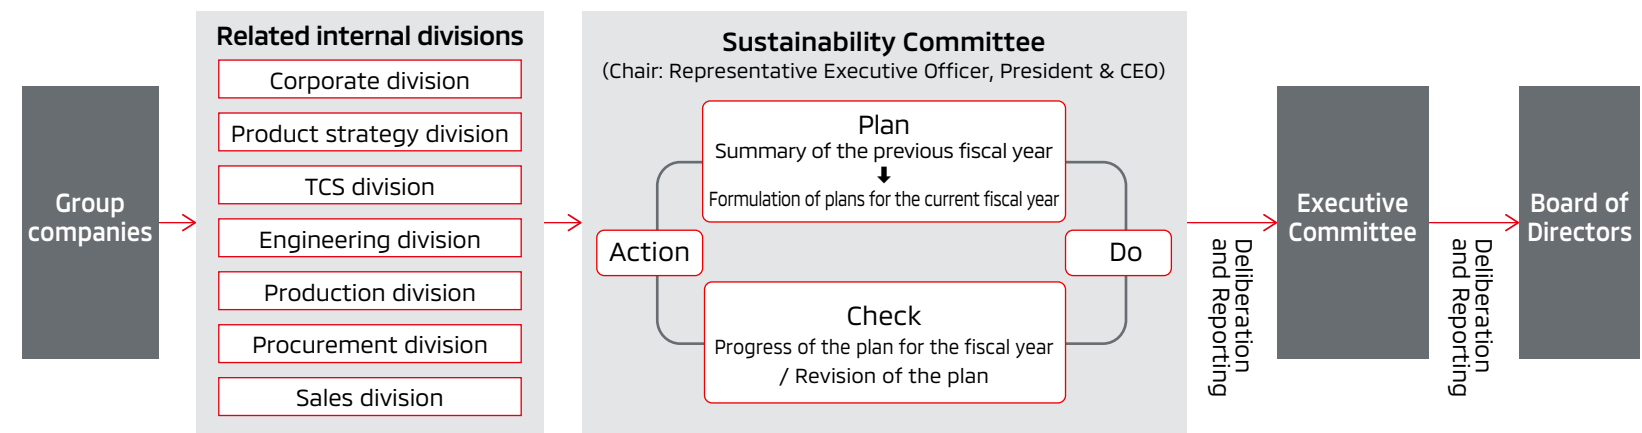 Group
companies
Related internal divisions
Corporate division
Product strategy division
TCS division
Engineering division
Production division
Procurement division
Sales division
Sustainability Committee
(Chair: Representative Executive Officer, President & CEO)
Plan
Summary of the previous fiscal year
Formulation of plans for the current fiscal year
Action
Do
Check
Progress of the plan for the fiscal year
/ Revision of the plan
Deliberation
and Reporting
Executive
Committee
Deliberation
and Reporting
Board of
Directors